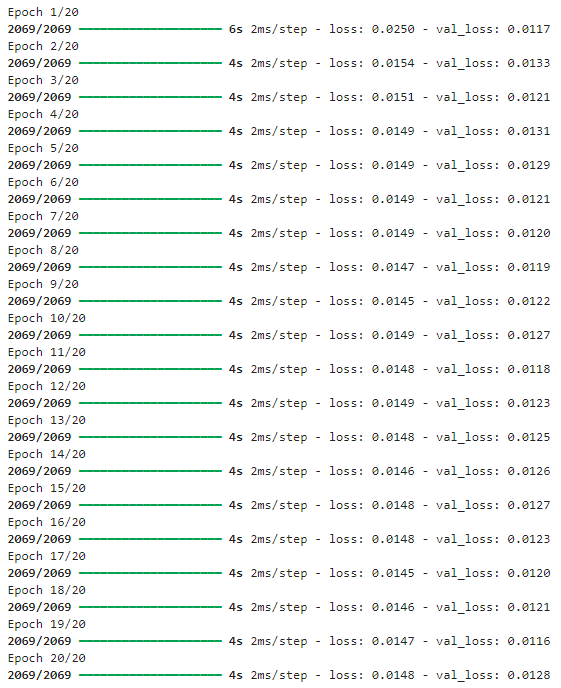 Epoch 1/20
2069/2069 ━━━━━━━━━━━━━━━━━━━━ 6s 2ms/step - loss: 0.0250 - val_loss: 0.0117
Epoch 2/20
2069/2069 ━━━━━━━━━━━━━━━━━━━━ 4s 2ms/step - loss: 0.0154 - val_loss: 0.0133
Epoch 3/20
2069/2069 ━━━━━━━━━━━━━━━━━━━━ 4s 2ms/step - loss: 0.0151 - val_loss: 0.0121
Epoch 4/20
2069/2069 ━━━━━━━━━━━━━━━━━━━━ 4s 2ms/step - loss: 0.0149 - val_loss: 0.0131
Epoch 5/20
2069/2069 ━━━━━━━━━━━━━━━━━━━━ 4s 2ms/step - loss: 0.0149 - val_loss: 0.0129
Epoch 6/20
2069/2069 ━━━━━━━━━━━━━━━━━━━━ 4s 2ms/step - loss: 0.0149 - val_loss: 0.0121
Epoch 7/20
2069/2069 ━━━━━━━━━━━━━━━━━━━━ 4s 2ms/step - loss: 0.0149 - val_loss: 0.0120
Epoch 8/20
2069/2069 ━━━━━━━━━━━━━━━━━━━━ 4s 2ms/step - loss: 0.0147 - val_loss: 0.0119
Epoch 9/20
2069/2069 ━━━━━━━━━━━━━━━━━━━━ 4s 2ms/step - loss: 0.0145 - val_loss: 0.0122
Epoch 10/20
2069/2069 ━━━━━━━━━━━━━━━━━━━━ 4s 2ms/step - loss: 0.0149 - val_loss: 0.0127
Epoch 11/20
2069/2069 ━━━━━━━━━━━━━━━━━━━━ 4s 2ms/step - loss: 0.0148 - val_loss: 0.0118
Epoch 12/20
2069/2069 ━━━━━━━━━━━━━━━━━━━━ 4s 2ms/step - loss: 0.0149 - val_loss: 0.0123
Epoch 13/20
2069/2069 ━━━━━━━━━━━━━━━━━━━━ 4s 2ms/step - loss: 0.0148 - val_loss: 0.0125
Epoch 14/20
2069/2069 ━━━━━━━━━━━━━━━━━━━━ 4s 2ms/step - loss: 0.0146 - val_loss: 0.0126
Epoch 15/20
2069/2069 ━━━━━━━━━━━━━━━━━━━━ 4s 2ms/step - loss: 0.0148 - val_loss: 0.0127
Epoch 16/20
2069/2069 ━━━━━━━━━━━━━━━━━━━━ 4s 2ms/step - loss: 0.0148 - val_loss: 0.0123
Epoch 17/20
2069/2069 ━━━━━━━━━━━━━━━━━━━━ 4s 2ms/step - loss: 0.0145 - val_loss: 0.0120
Epoch 18/20
2069/2069 ━━━━━━━━━━━━━━━━━━━━ 4s 2ms/step - loss: 0.0146 - val_loss: 0.0121
Epoch 19/20
2069/2069 ━━━━━━━━━━━━━━━━━━━━ 4s 2ms/step - loss: 0.0147 - val_loss: 0.0116
Epoch 20/20
2069/2069 ━━━━━━━━━━━━━━━━━━━━ 4s 2ms/step - loss: 0.0148 - val_loss: 0.0128